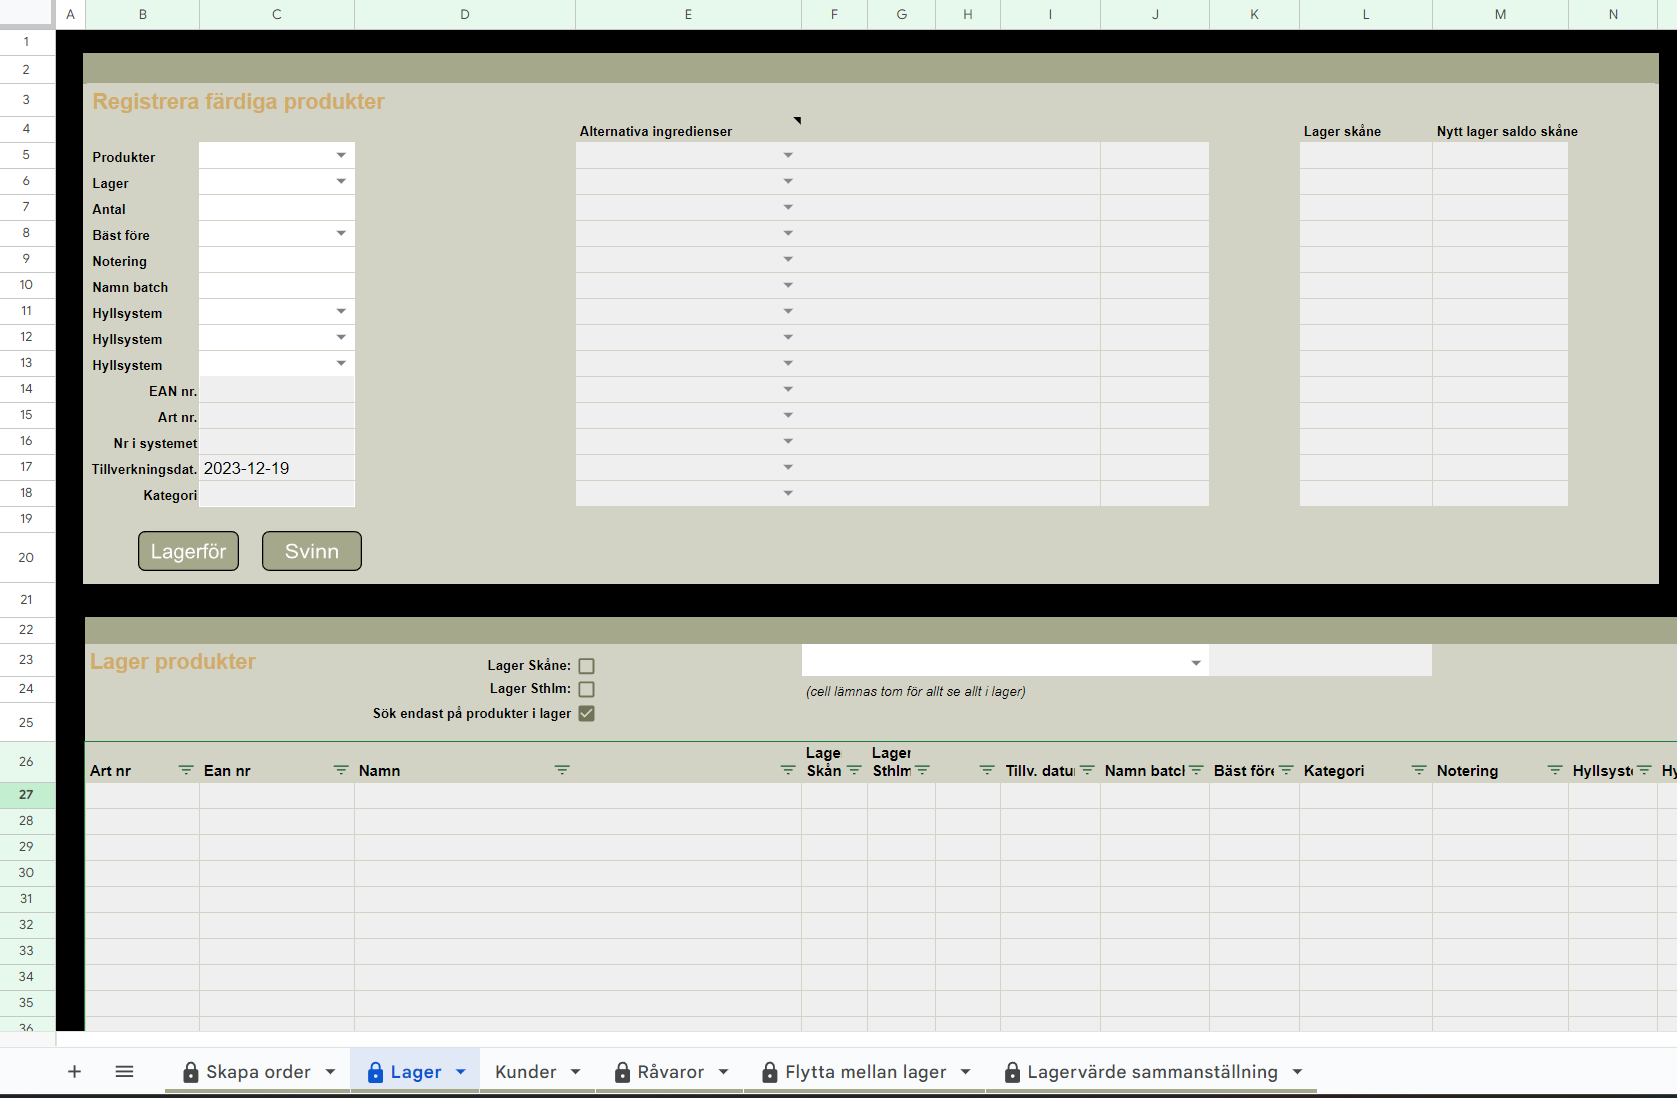 A B C D E F G H I J K L M N
1
2
3 Registrera färdiga produkter
4 Alternativa ingredienser Lager skåne Nytt lager saldo skåne
5 Produkter
6 Lager
7 Antal
8 Bäst före
9 Notering
10 Namn batch
11 Hyllsystem
12 Hyllsystem
13 Hyllsystem
14 EAN nr.
15 Art nr.
16 Nr i systemet
17 Tillverkningsdat. 2023-12-19
18 Kategori
19
20 Lagerför Svinn
21
22
23 Lager produkter Lager Skåne:
24 Lager Sthlm: (cell lämnas tom för allt se allt i lager)
25 Sök endast på produkter i lager
26 Art nr Ean nr Namn Lage Skån Lager Sthlm Tillv. datu Namn batcl Bäst före Kategori Notering Hyllsyst Hy
27
28
29
30
31
32
33
34
35
36
+ Skapa order Lager Kunder Råvaror Flytta mellan lager Lagervärde sammanställning